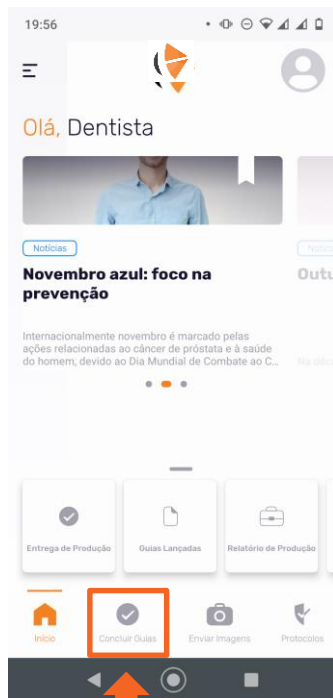 19:56
Olá, Dentista
Notícias
Novembro azul: foco na
prevenção
Internacionalmente novembro é marcado pelas
ações relacionadas ao câncer de próstata e à saúde
do homem, devido ao Dia Mundial de Combate ao C...
Outu
Entrega de Produção
Guias Lançadas
Relatório de Produção
Início
Concluir Guias
Enviar Imagens
Protocolos